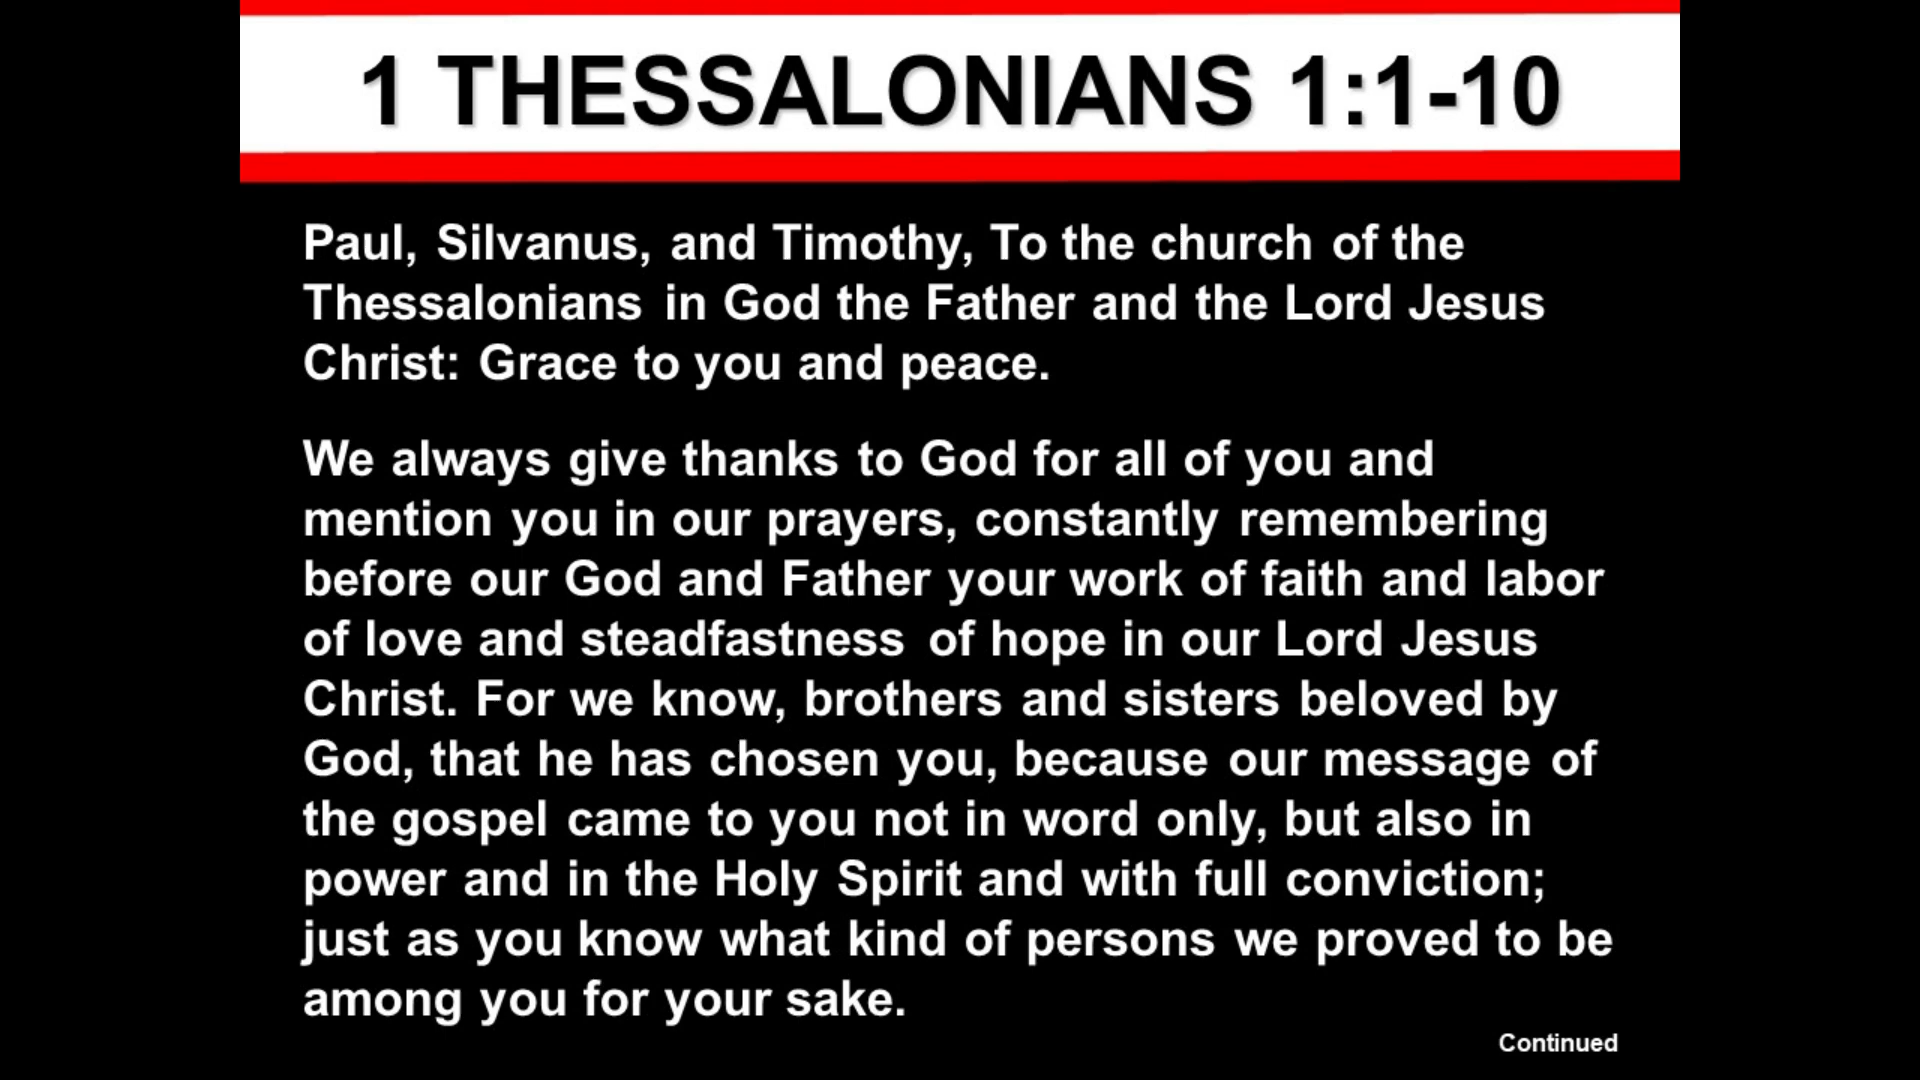 1 THESSALONIANS 1:1-10
Paul, Silvanus, and Timothy, To the church of the
Thessalonians in God the Father and the Lord Jesus
Christ: Grace to you and peace.
We always give thanks to God for all of you and
mention you in our prayers, constantly remembering
before our God and Father your work of faith and labor
of love and steadfastness of hope in our Lord Jesus
Christ. For we know, brothers and sisters beloved by
God, that he has chosen you, because our message of
the gospel came to you not in word only, but also in
power and in the Holy Spirit and with full conviction;
just as you know what kind of persons we proved to be
among you for your sake.
Continued